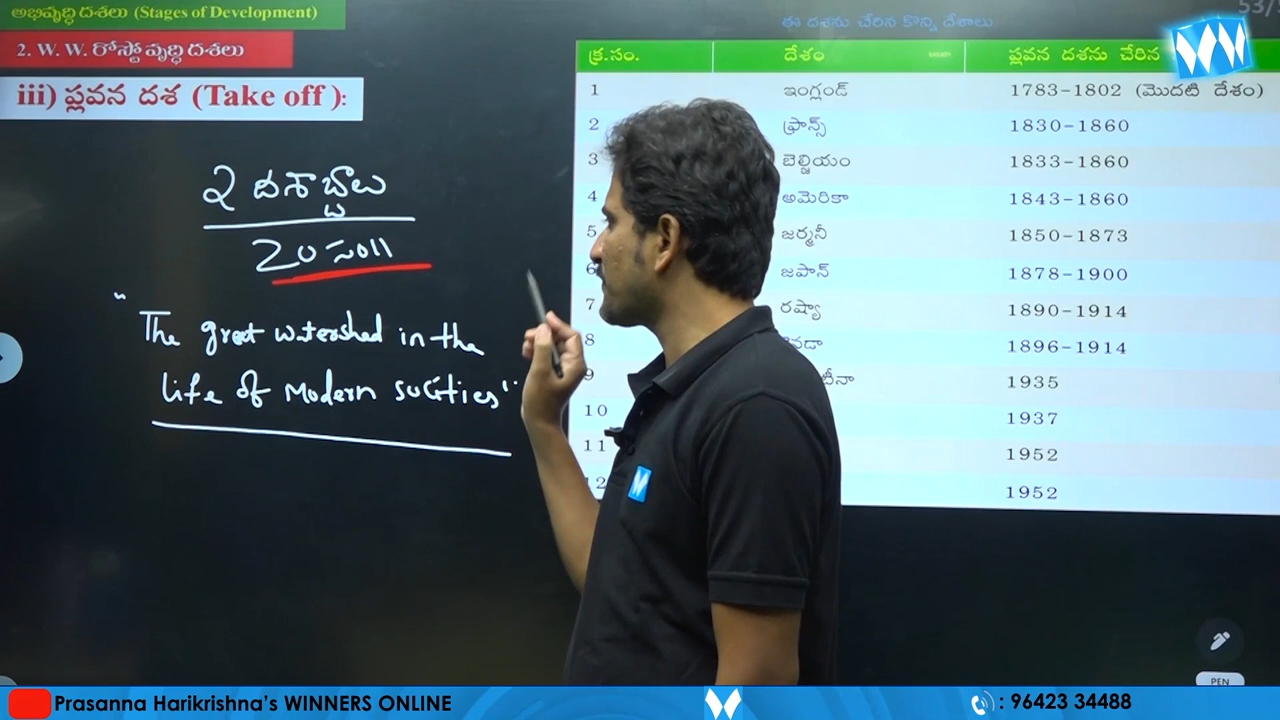 అభివృద్ధి దశలు (Stages of Development)
2. W. W. రోస్టో వృద్ధి దశలు
iii) ప్లవన దశ (Take off ):
2 దశాబ్దాలు
20 సం॥
"The great watershed in the
life of Modern sociities"
53/
ఈ దశను చేరిన కొన్ని దేశాలు
క్ర.సం. దేశం ప్లవన దశను చేరిన
1 ఇంగ్లండ్ 1783-1802 (మొదటి దేశం)
2 ఫ్రాన్స్ 1830-1860
3 బెల్జియం 1833-1860
4 అమెరికా 1843-1860
5 జర్మనీ 1850-1873
6 జపాన్ 1878-1900
7 రష్యా 1890-1914
8 1896-1914
9 1935
10 1937
11 1952
12 1952
PEN
Prasanna Harikrishna's WINNERS ONLINE
: 96423 34488